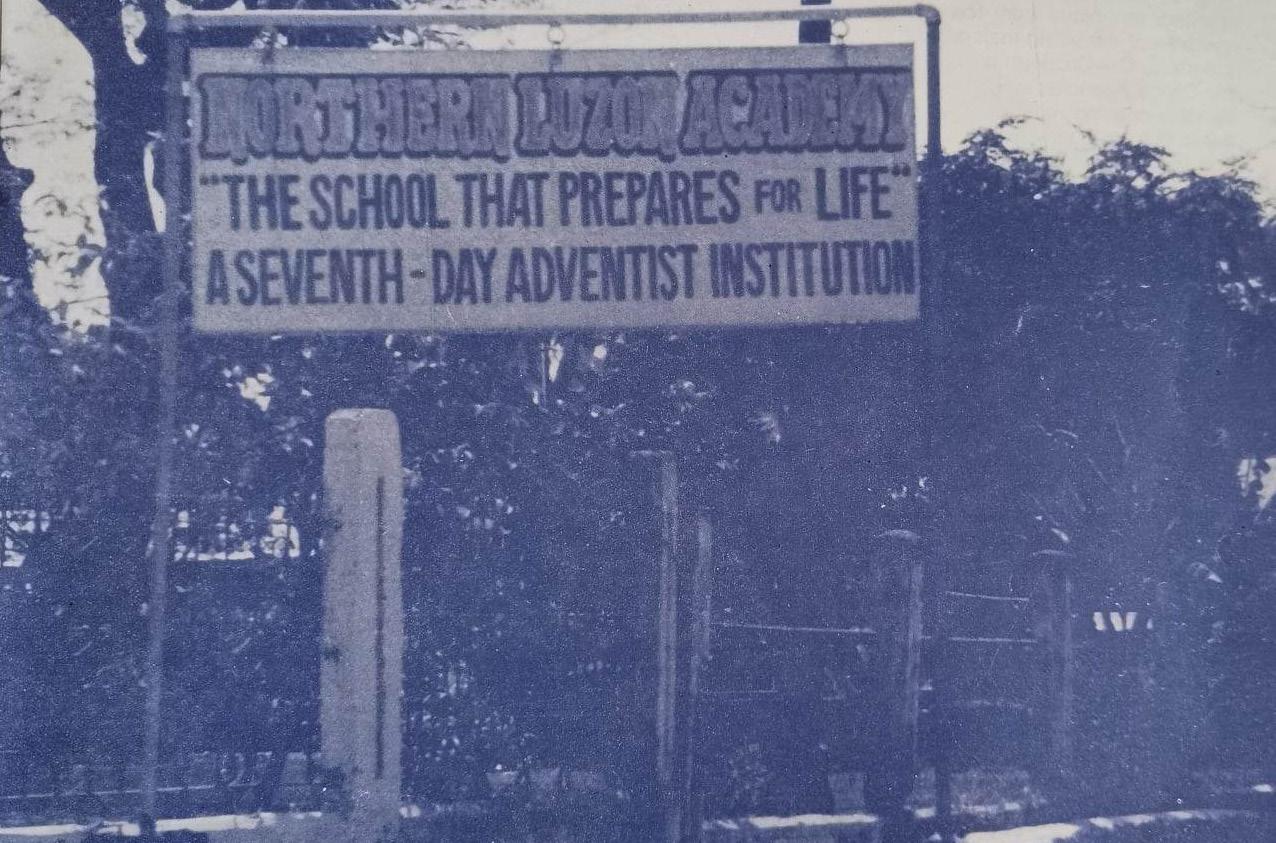 NORTHERN LUZON ACADEMY
"THE SCHOOL THAT PREPARES FOR LIFE"
A SEVENTH-DAY ADVENTIST INSTITUTION